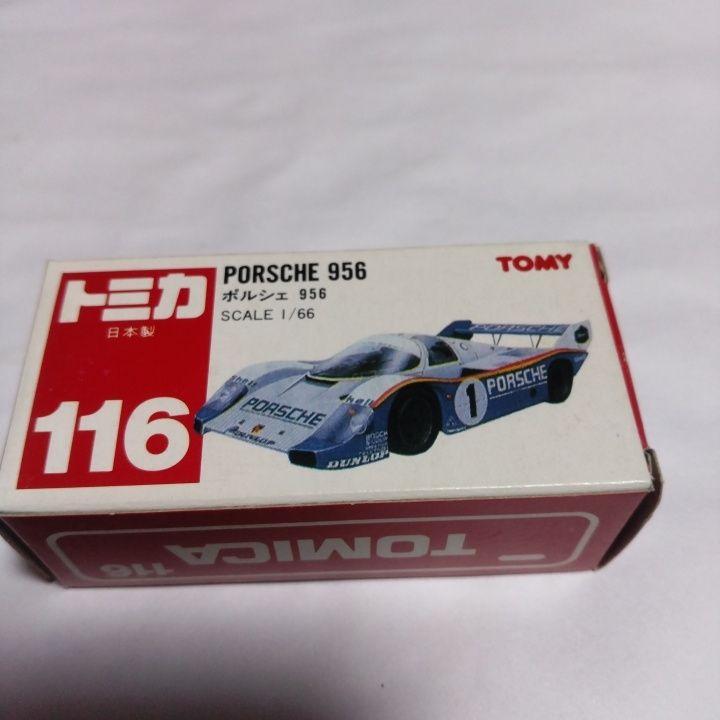 トミカ
日本製
116
PORSCHE 956
ポルシェ 956
SCALE 1/66
TOMY
PORSCHE
1
PORSCHE
PORSCHE
DUNLOP
DUNLOP
TOMICA 116